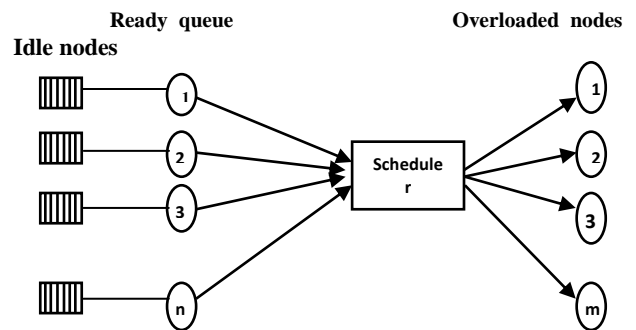 Ready queue
Overloaded nodes
Idle nodes
1
1
2
2
Schedule
r
3
3
n
m